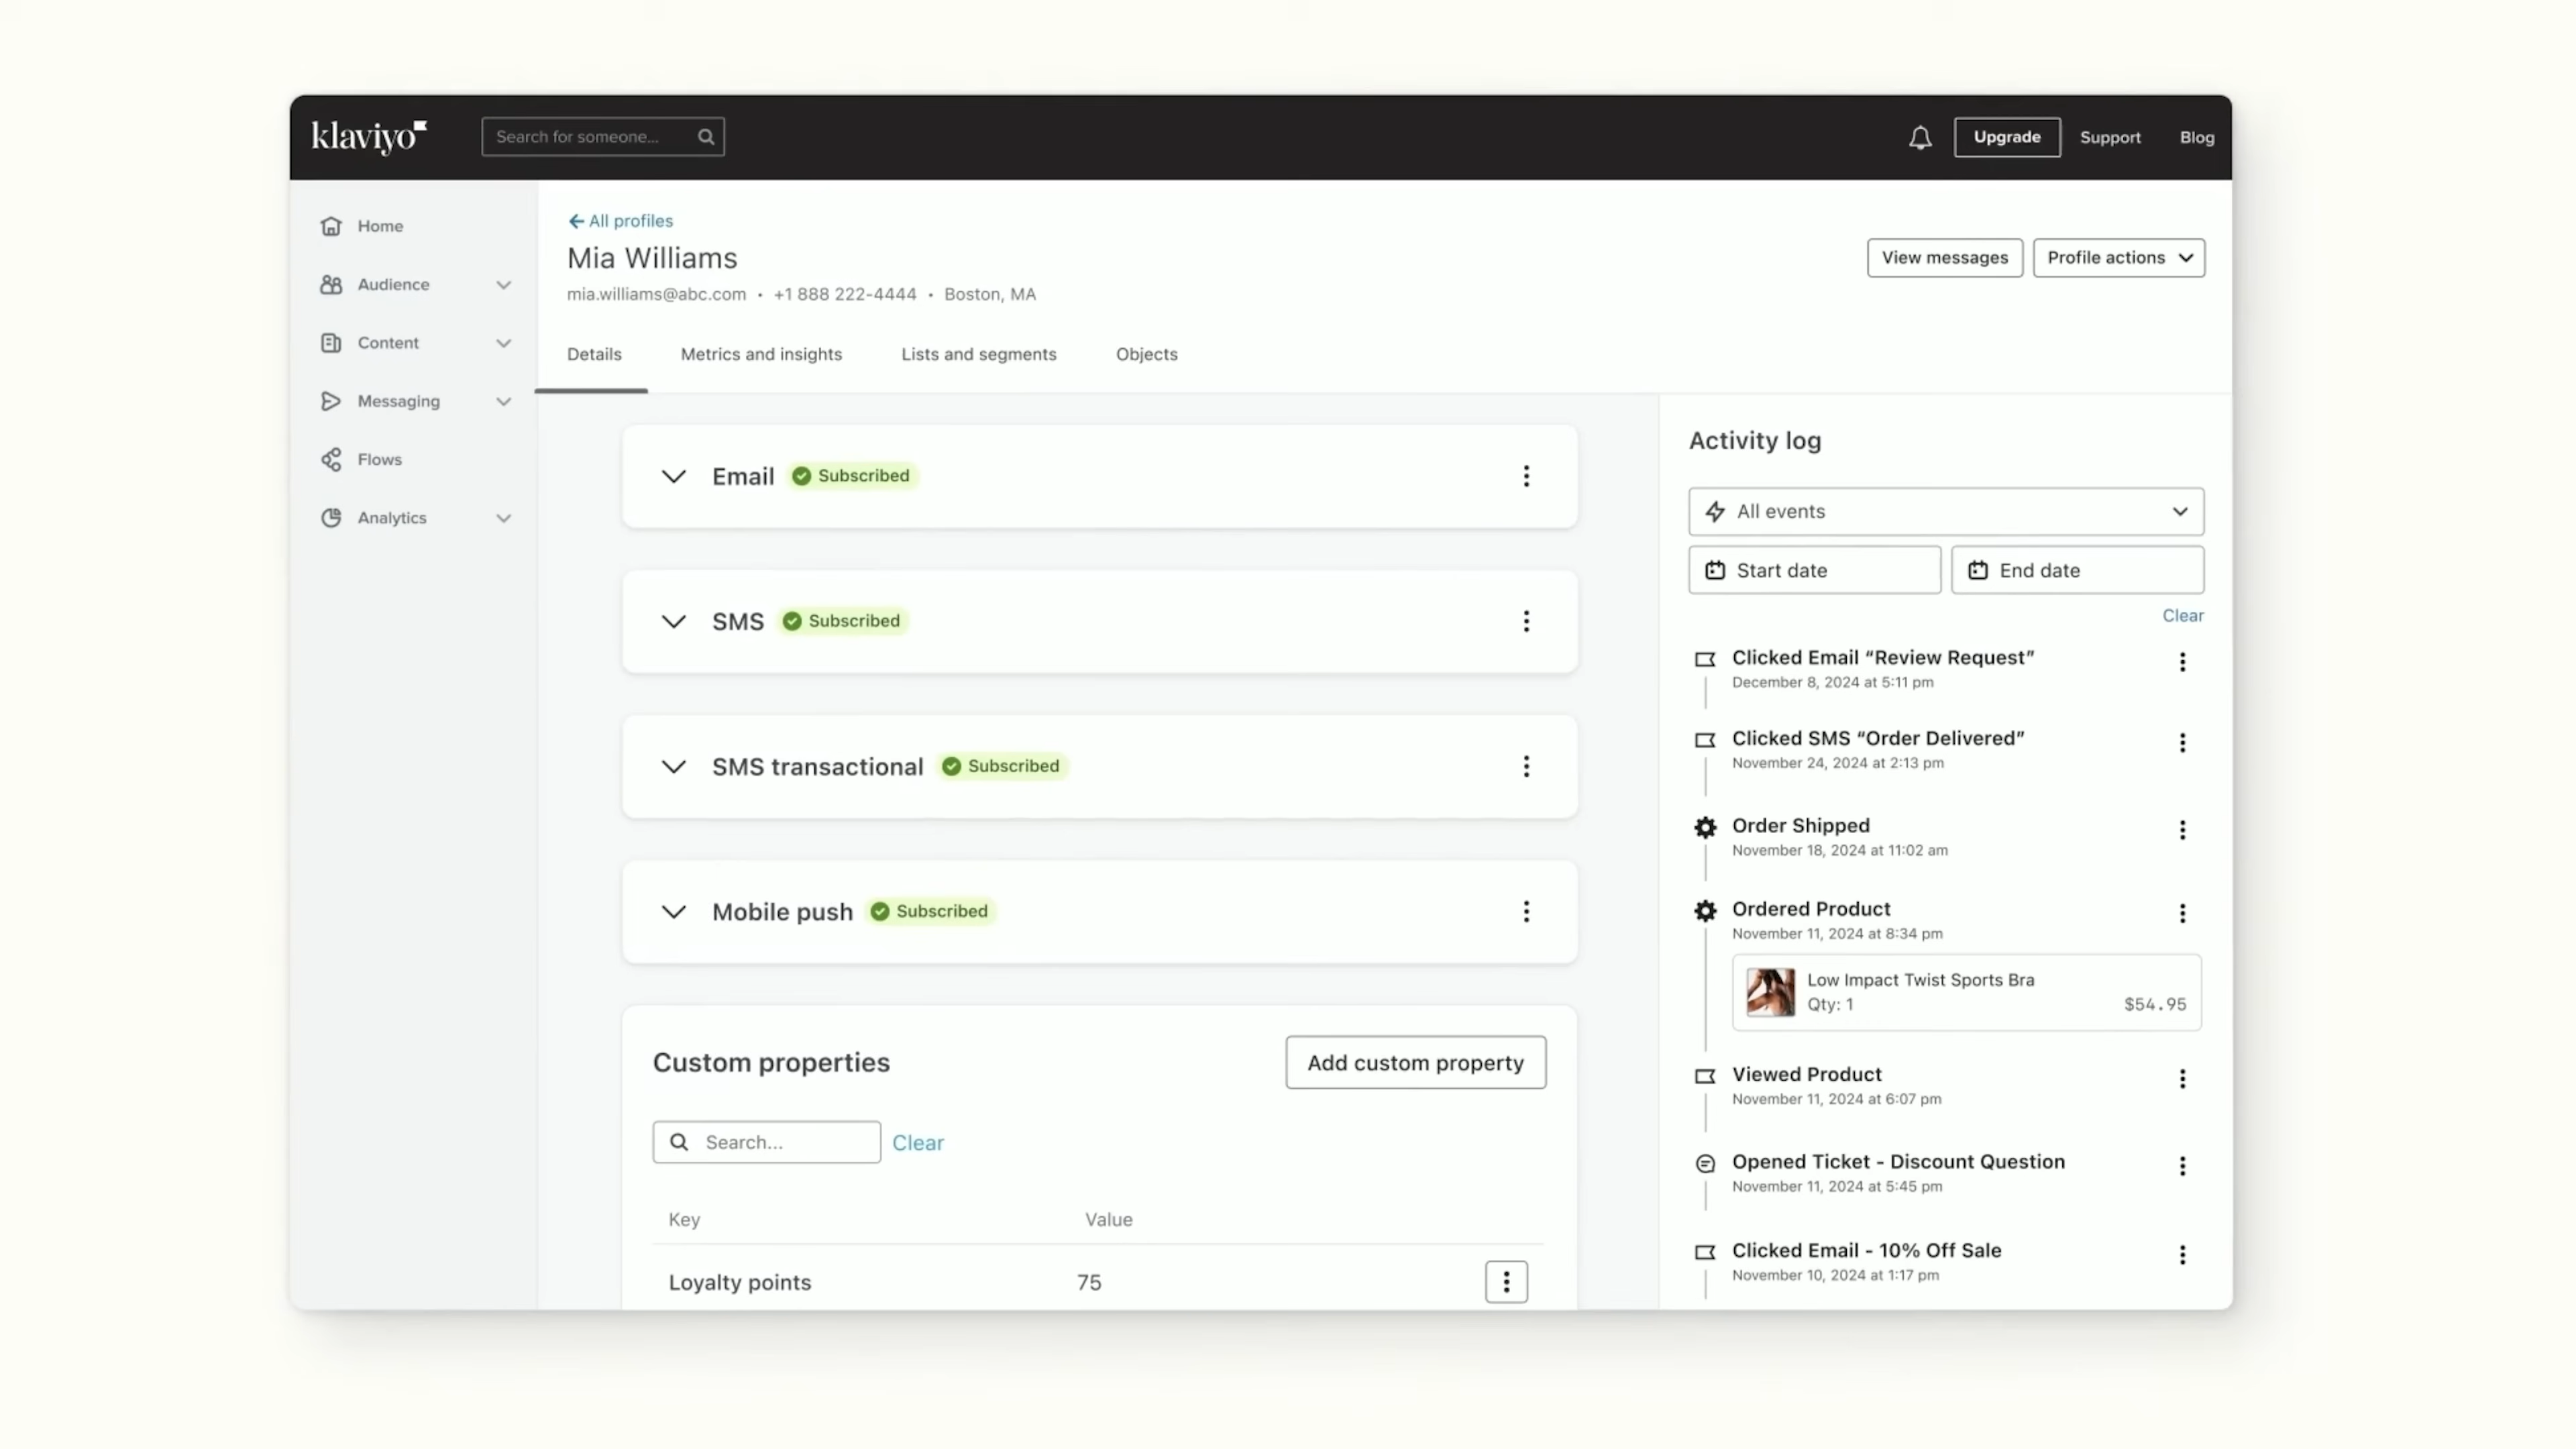 klaviyo
Search for someone...
Upgrade
Support
Blog
Home
Audience
Content
Messaging
Flows
Analytics
All profiles
Mia Williams
mia.williams@abc.com • +1 888 222-4444 • Boston, MA
View messages
Profile actions
Details
Metrics and insights
Lists and segments
Objects
Email
Subscribed
SMS
Subscribed
SMS transactional
Subscribed
Mobile push
Subscribed
Custom properties
Add custom property
Search...
Clear
Key
Value
Loyalty points
75
Activity log
All events
Start date
End date
Clear
Clicked Email “Review Request”
December 8, 2024 at 5:11 pm
Clicked SMS “Order Delivered”
November 24, 2024 at 2:13 pm
Order Shipped
November 18, 2024 at 11:02 am
Ordered Product
November 11, 2024 at 8:34 pm
Low Impact Twist Sports Bra
Qty: 1
$54.95
Viewed Product
November 11, 2024 at 6:07 pm
Opened Ticket - Discount Question
November 11, 2024 at 5:45 pm
Clicked Email - 10% Off Sale
November 10, 2024 at 1:17 pm